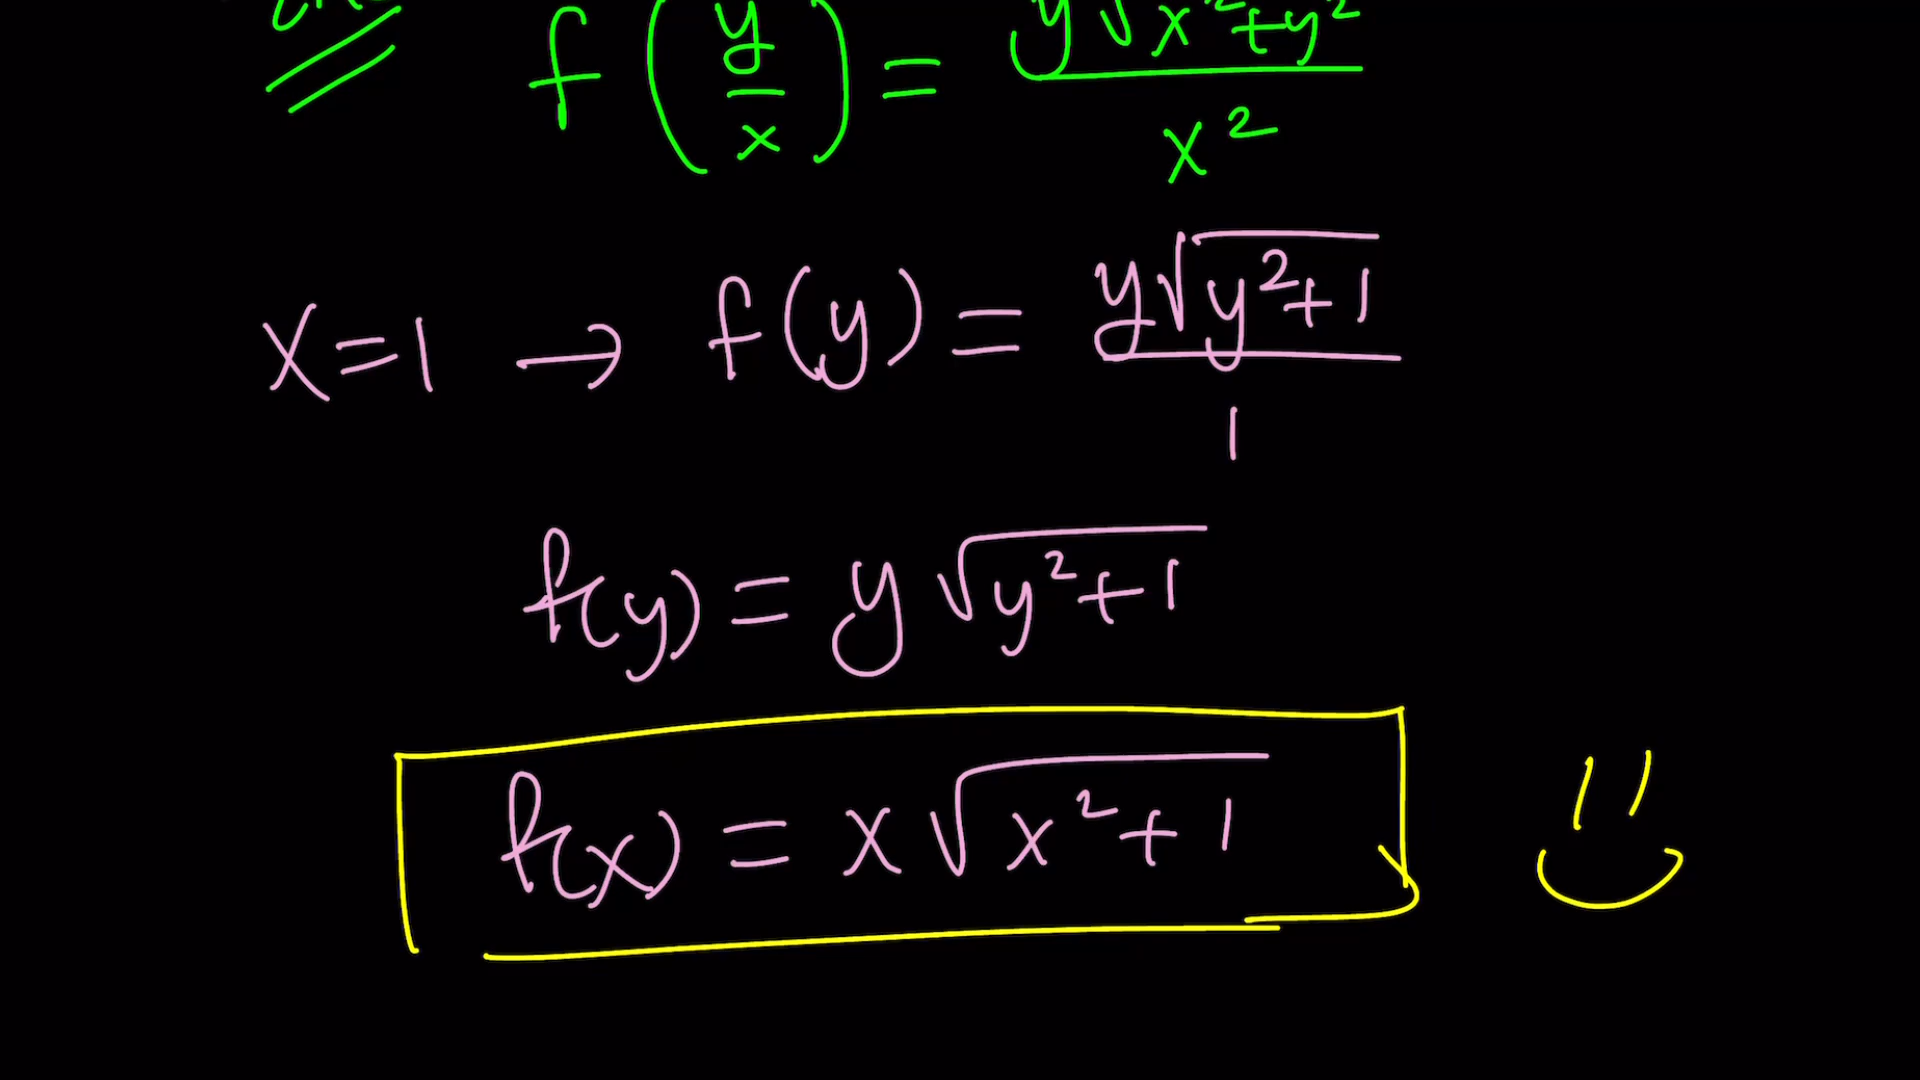 f(y/x) = y√x²+y² / x²
x=1 → f(y) = y√(y²+1) / 1
f(y) = y√(y²+1)
f(x) = x√(x²+1)